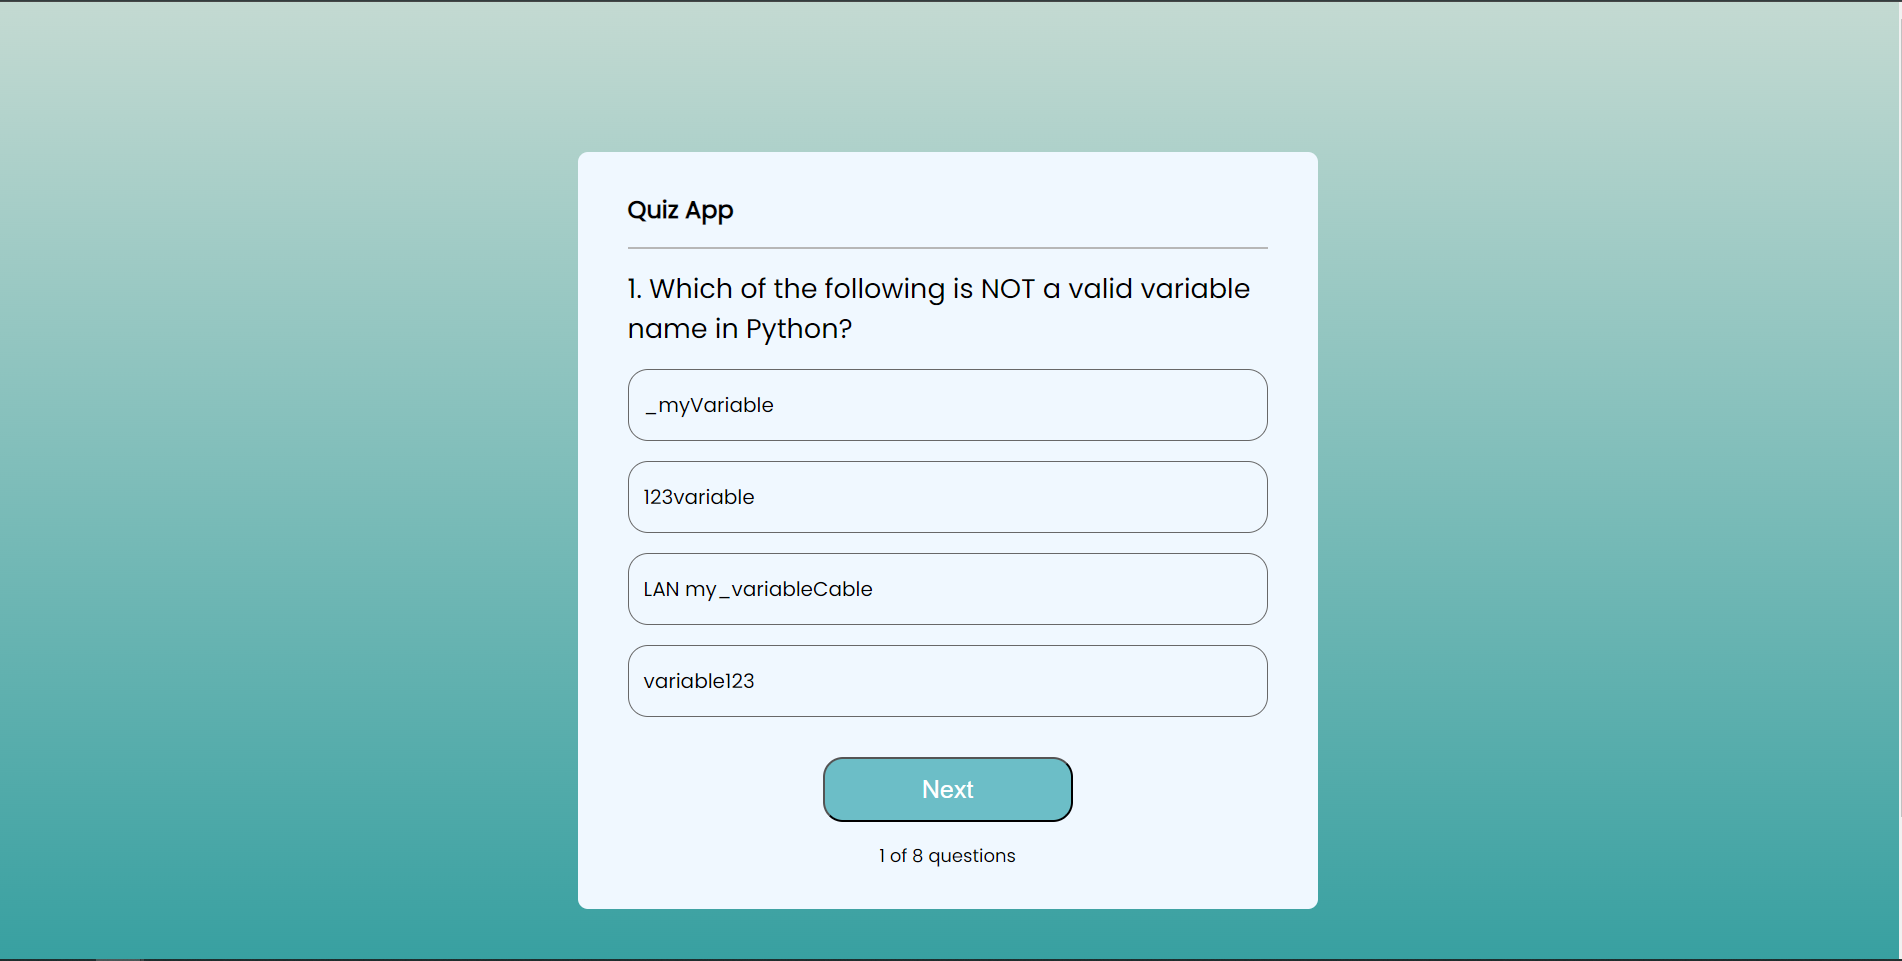 Quiz App
1. Which of the following is NOT a valid variable
name in Python?
_myVariable
123variable
LAN my_variableCable
variable123
Next
1 of 8 questions